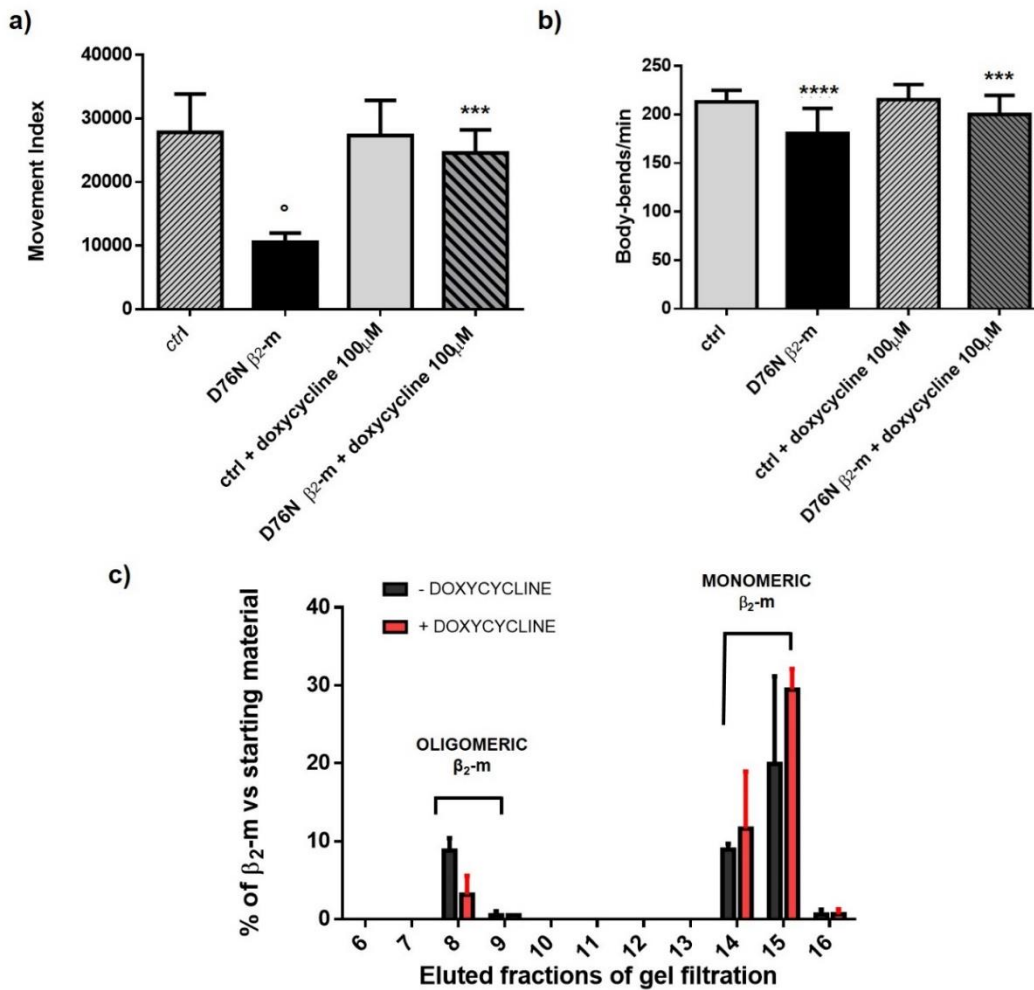 a)
Movement Index
40000
30000
20000
10000
0
°
***
ctrl
D76N β2-m
ctrl + doxycycline 100μM
D76N β2-m + doxycycline 100μM
b)
Body-bends/min
250
200
150
100
50
0
****
***
ctrl
D76N β2-m
ctrl + doxycycline 100μM
D76N β2-m + doxycycline 100μM
c)
% of β2-m vs starting material
40
30
20
10
0
- DOXYCYCLINE
+ DOXYCYCLINE
OLIGOMERIC
β2-m
MONOMERIC
β2-m
6 7 8 9 10 11 12 13 14 15 16
Eluted fractions of gel filtration